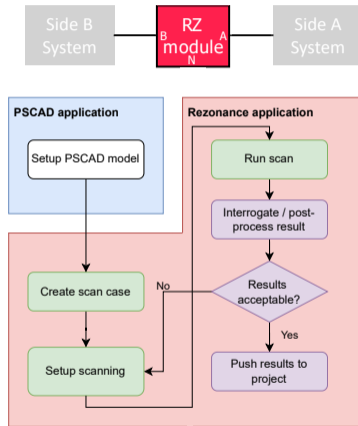 Side B
System
B
RZ
module
A
N
Side A
System
PSCAD application
Rezonance application
Setup PSCAD model
Run scan
Interrogate / post-
process result
Create scan case
No
Results
acceptable?
Yes
Setup scanning
Push results to
project